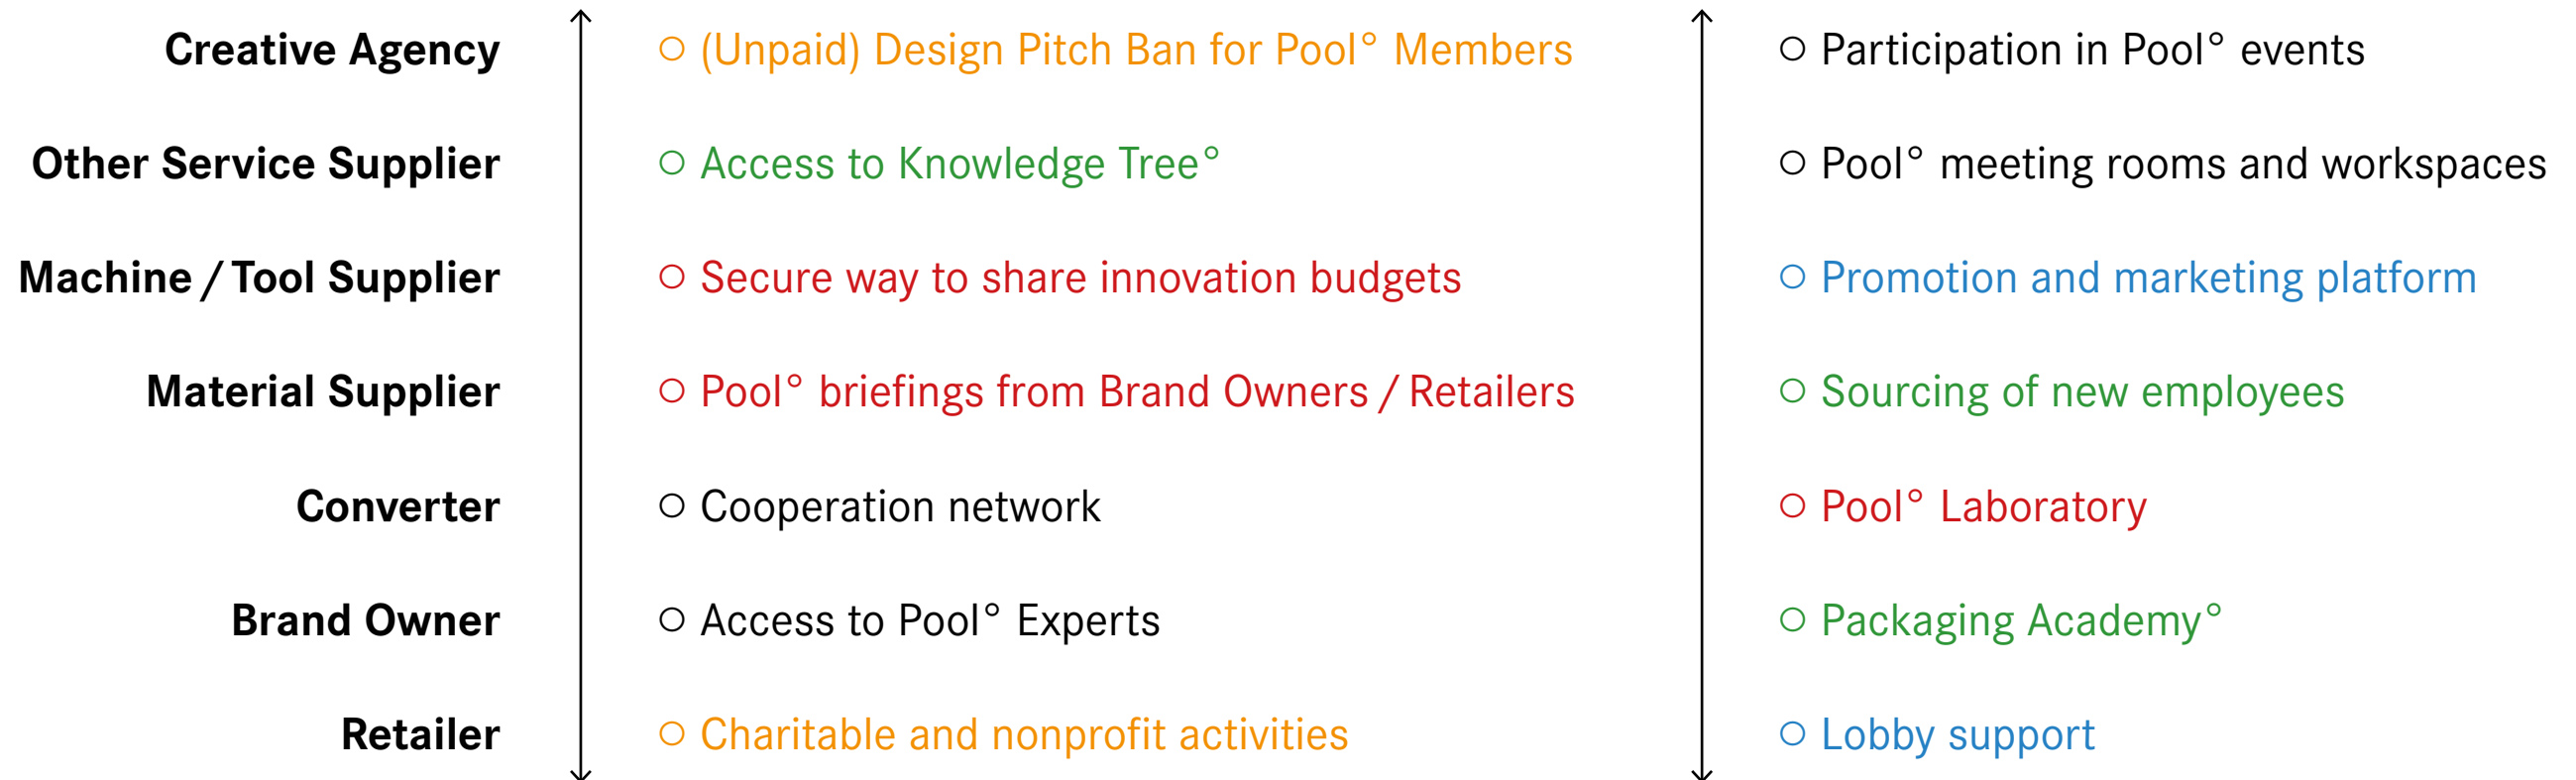 Creative Agency
Other Service Supplier
Machine / Tool Supplier
Material Supplier
Converter
Brand Owner
Retailer
(Unpaid) Design Pitch Ban for Pool° Members
Access to Knowledge Tree°
Secure way to share innovation budgets
Pool° briefings from Brand Owners / Retailers
Cooperation network
Access to Pool° Experts
Charitable and nonprofit activities
Participation in Pool° events
Pool° meeting rooms and workspaces
Promotion and marketing platform
Sourcing of new employees
Pool° Laboratory
Packaging Academy°
Lobby support